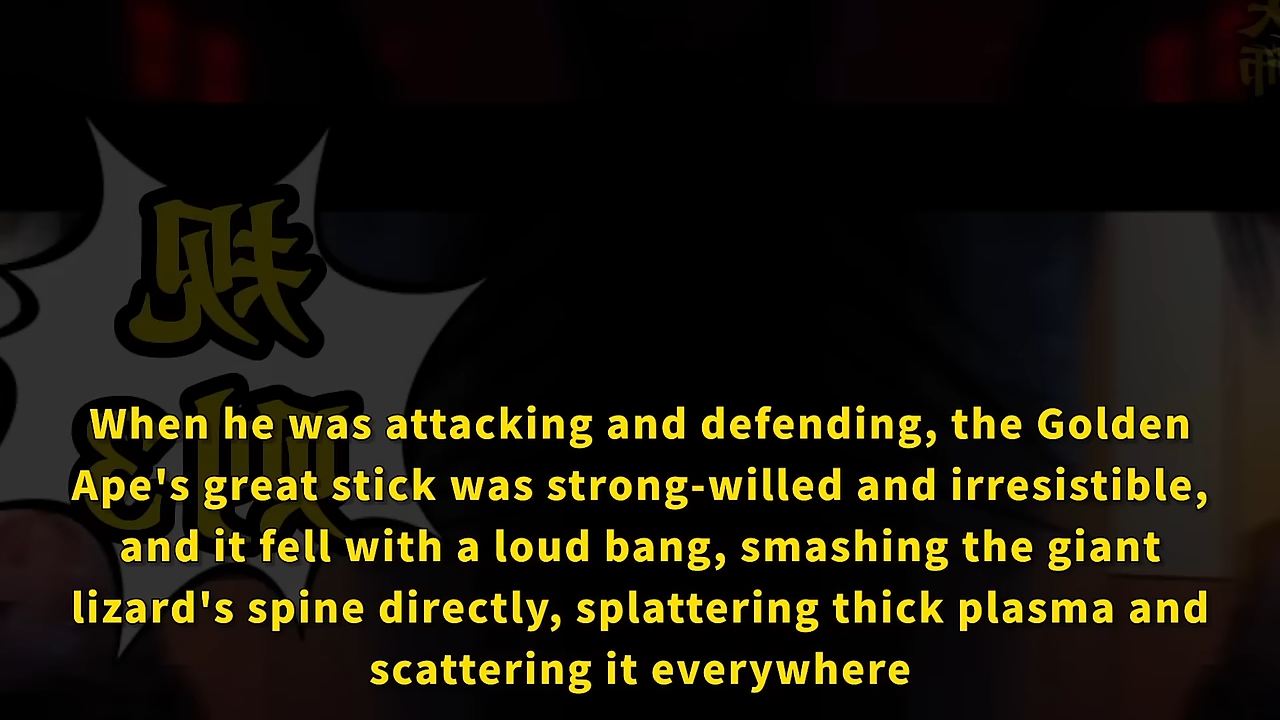 When he was attacking and defending, the Golden
Ape's great stick was strong-willed and irresistible,
and it fell with a loud bang, smashing the giant
lizard's spine directly, splattering thick plasma and
scattering it everywhere